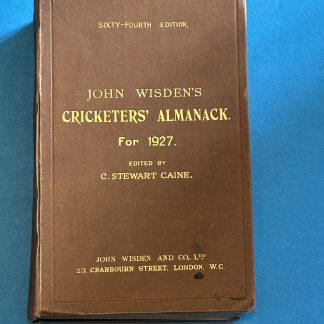 SIXTY-FOURTH EDITION.
JOHN WISDEN'S
CRICKETERS' ALMANACK.
For 1927.
EDITED BY
C. STEWART CAINE.
JOHN WISDEN AND CO, LTD
23, CRANBOURN STREET, LONDON, W.C.